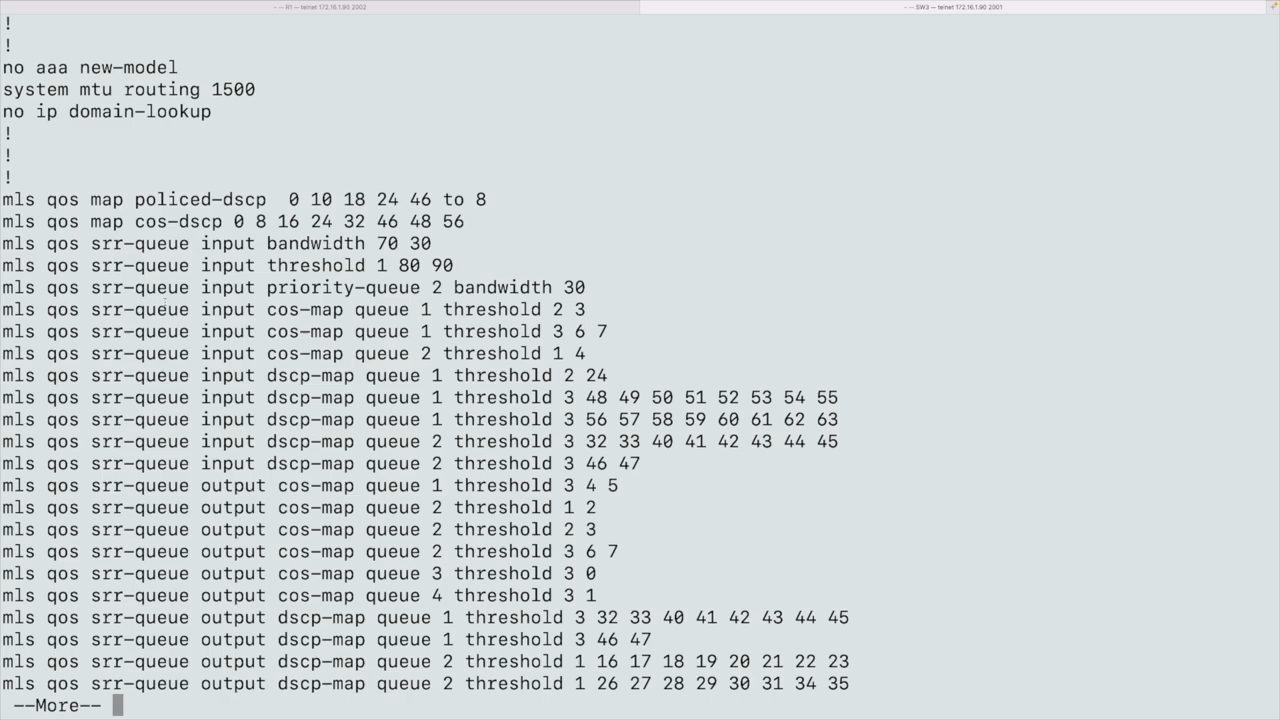 ~ — R1 — telnet 172.16.1.90 2002
~ — SW3 — telnet 172.16.1.90 2001
!
!
no aaa new-model
system mtu routing 1500
no ip domain-lookup
!
!
!
mls qos map policed-dscp  0 10 18 24 46 to 8
mls qos map cos-dscp 0 8 16 24 32 46 48 56
mls qos srr-queue input bandwidth 70 30
mls qos srr-queue input threshold 1 80 90
mls qos srr-queue input priority-queue 2 bandwidth 30
mls qos srr-queue input cos-map queue 1 threshold 2 3
mls qos srr-queue input cos-map queue 1 threshold 3 6 7
mls qos srr-queue input cos-map queue 2 threshold 1 4
mls qos srr-queue input dscp-map queue 1 threshold 2 24
mls qos srr-queue input dscp-map queue 1 threshold 3 48 49 50 51 52 53 54 55
mls qos srr-queue input dscp-map queue 1 threshold 3 56 57 58 59 60 61 62 63
mls qos srr-queue input dscp-map queue 2 threshold 3 32 33 40 41 42 43 44 45
mls qos srr-queue input dscp-map queue 2 threshold 3 46 47
mls qos srr-queue output cos-map queue 1 threshold 3 4 5
mls qos srr-queue output cos-map queue 2 threshold 1 2
mls qos srr-queue output cos-map queue 2 threshold 2 3
mls qos srr-queue output cos-map queue 2 threshold 3 6 7
mls qos srr-queue output cos-map queue 3 threshold 3 0
mls qos srr-queue output cos-map queue 4 threshold 3 1
mls qos srr-queue output dscp-map queue 1 threshold 3 32 33 40 41 42 43 44 45
mls qos srr-queue output dscp-map queue 1 threshold 3 46 47
mls qos srr-queue output dscp-map queue 2 threshold 1 16 17 18 19 20 21 22 23
mls qos srr-queue output dscp-map queue 2 threshold 1 26 27 28 29 30 31 34 35
--More--